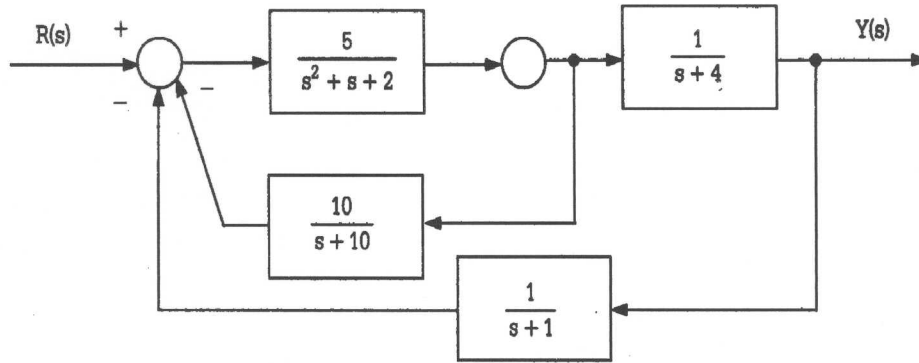 R(s)
+
−
−
5
s² + s + 2
1
s + 4
Y(s)
10
s + 10
1
s + 1